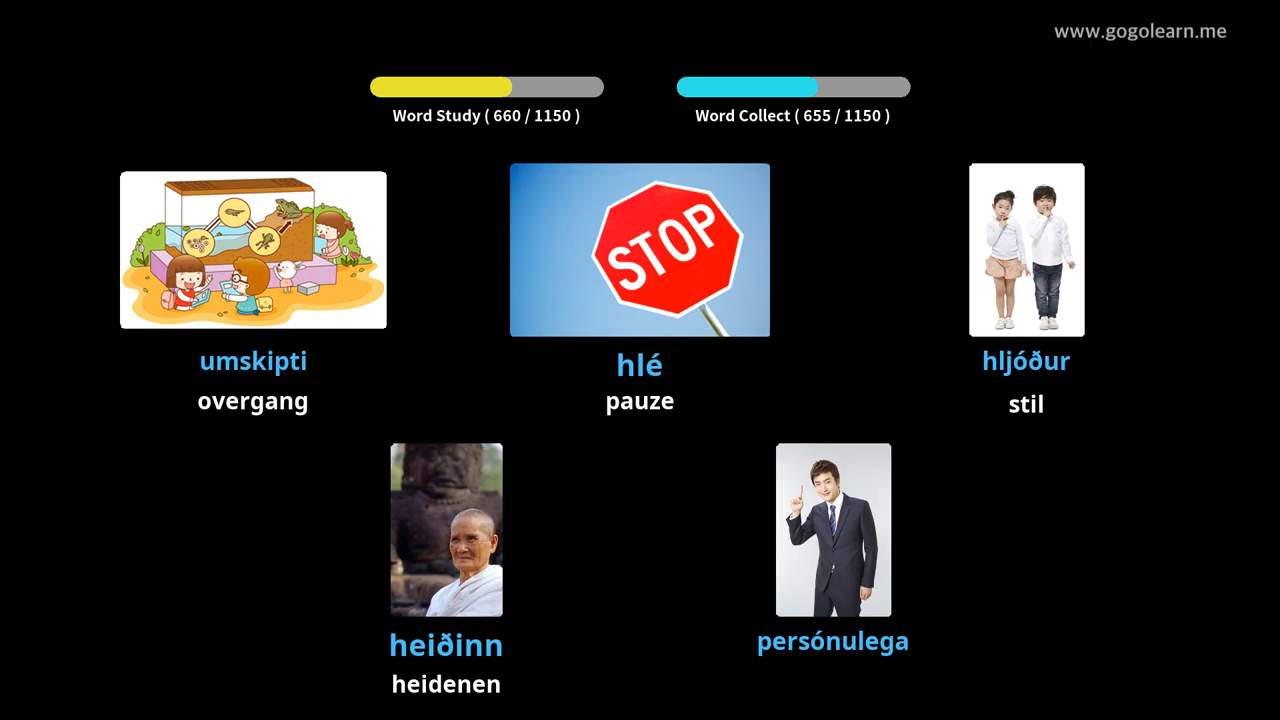 www.gogolearn.me
Word Study ( 660 / 1150 )
Word Collect ( 655 / 1150 )
STOP
umskipti
hlé
hljóður
overgang
pauze
stil
heiðinn
persónulega
heidenen